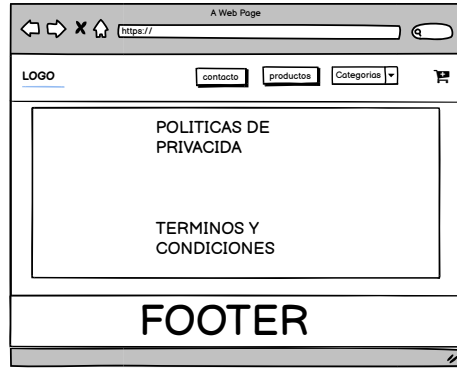 A Web Page
https://
LOGO
contacto
productos
Categorias
POLITICAS DE
PRIVACIDA
TERMINOS Y
CONDICIONES
FOOTER